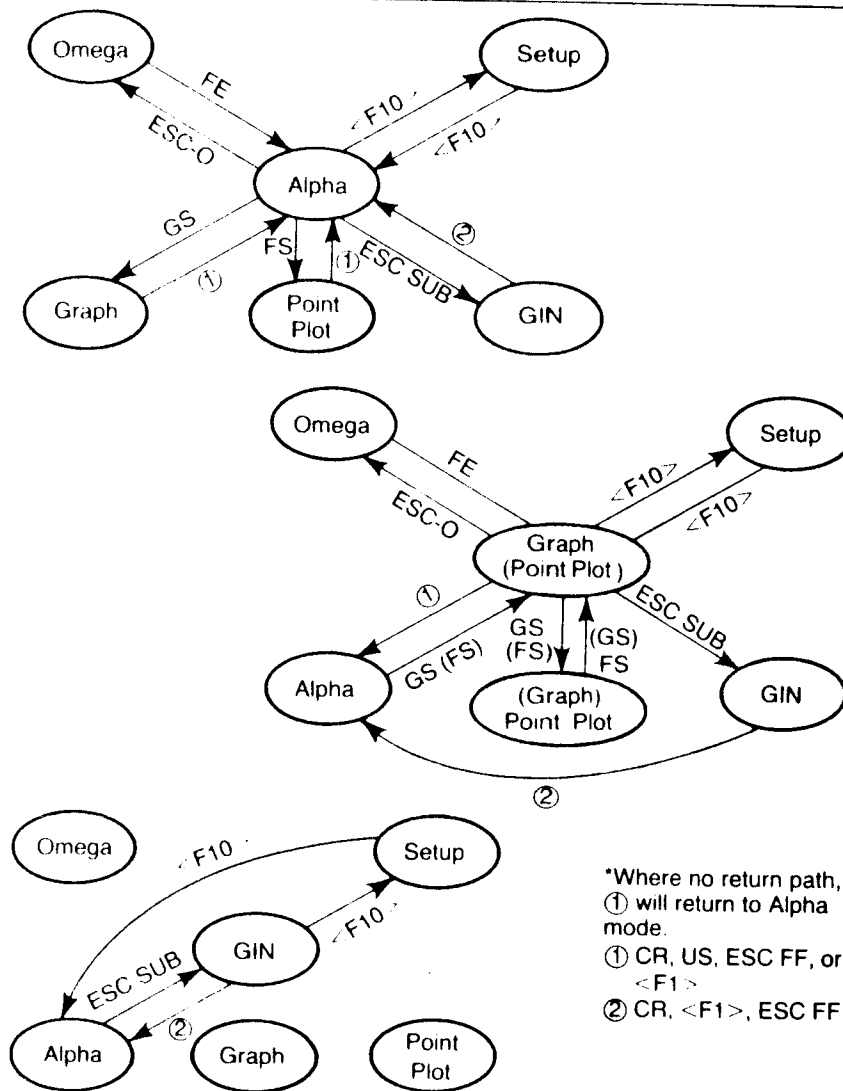 Omega
Setup
FE
<F10>
ESC-O
<F10>
Alpha
GS
FS
①
①
ESC SUB
②
Graph
Point
Plot
GIN
Omega
Setup
FE
<F10>
ESC-O
<F10>
Graph
(Point Plot)
①
GS (FS)
GS
(FS)
(GS)
FS
ESC SUB
Alpha
(Graph)
Point Plot
GIN
②
Omega
<F10
Setup
GIN
<F10>
ESC SUB
②
Alpha
Graph
Point
Plot
*Where no return path,
① will return to Alpha
mode.
① CR, US, ESC FF, or
<F1>
② CR, <F1>, ESC FF